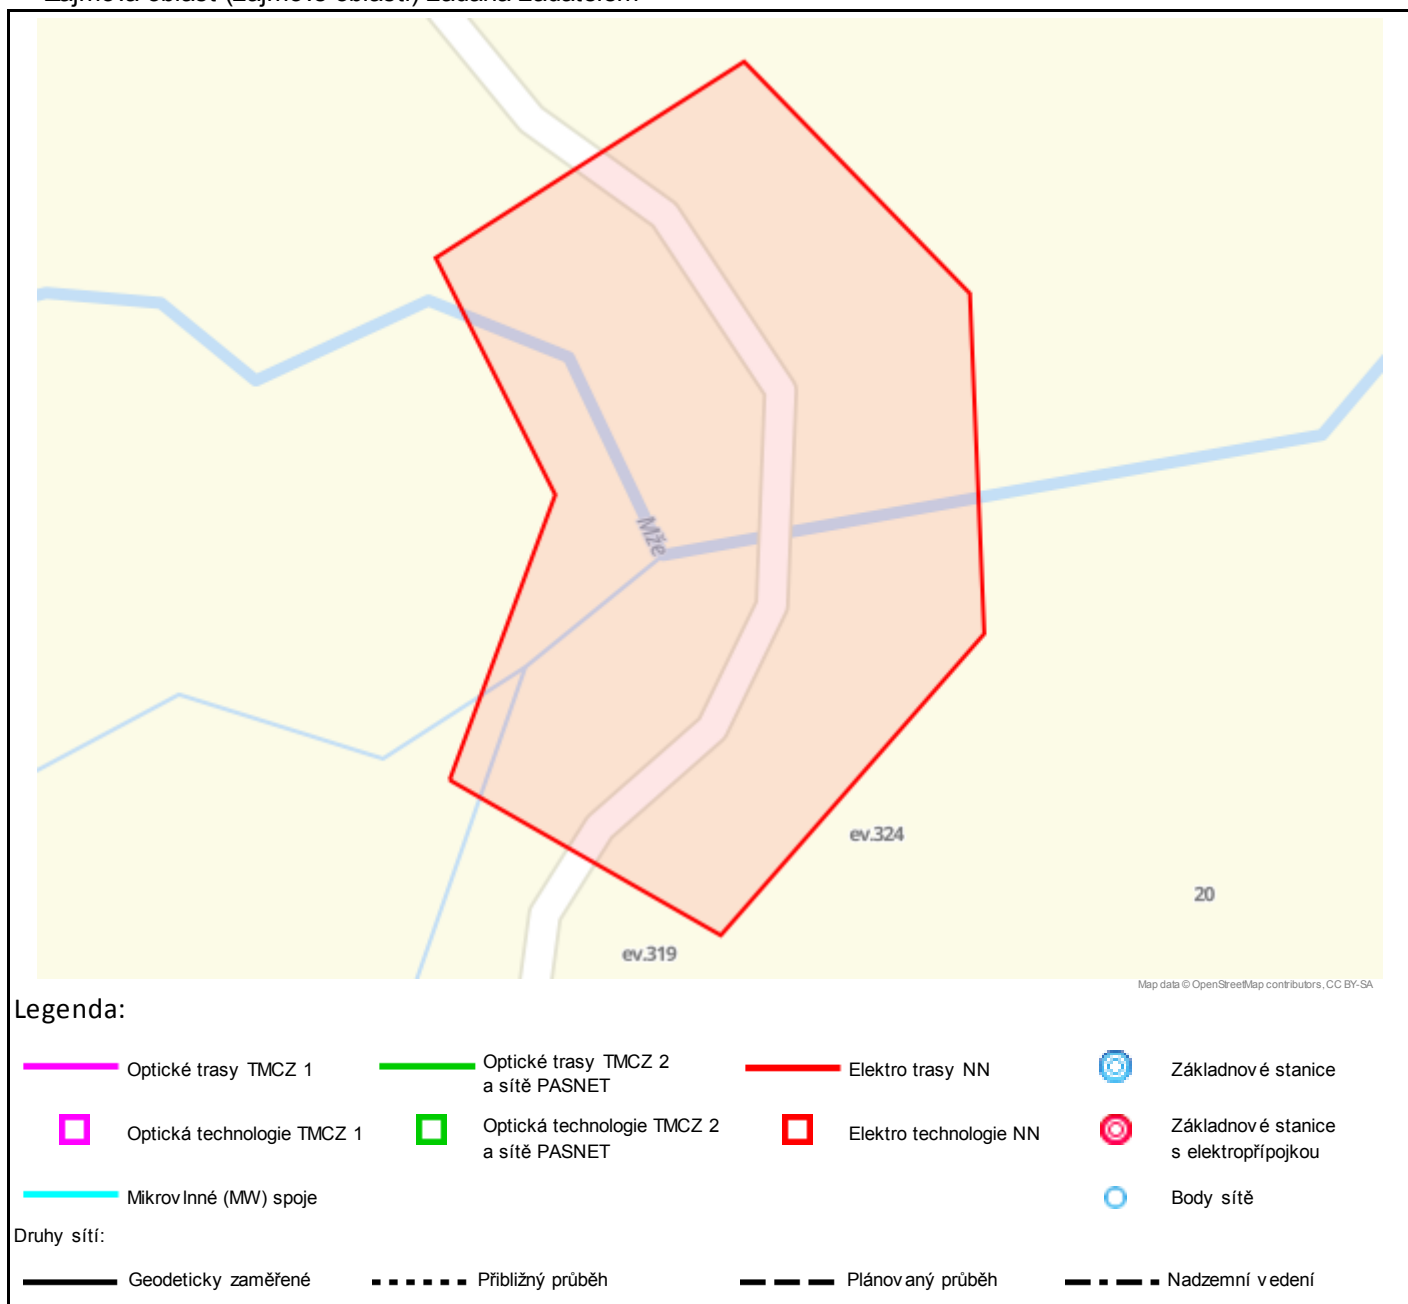 Mže
ev.324
20
ev.319
Map data © OpenStreetMap contributors, CC BY-SA
Legenda:
Optické trasy TMCZ 1
Optické trasy TMCZ 2
a sítě PASNET
Elektro trasy NN
Základnové stanice
Optická technologie TMCZ 1
Optická technologie TMCZ 2
a sítě PASNET
Elektro technologie NN
Základnové stanice
s elektropřípojkou
Mikrovlnné (MW) spoje
Body sítě
Druhy sítí:
Geodeticky zaměřené
Přibližný průběh
Plánovaný průběh
Nadzemní vedení